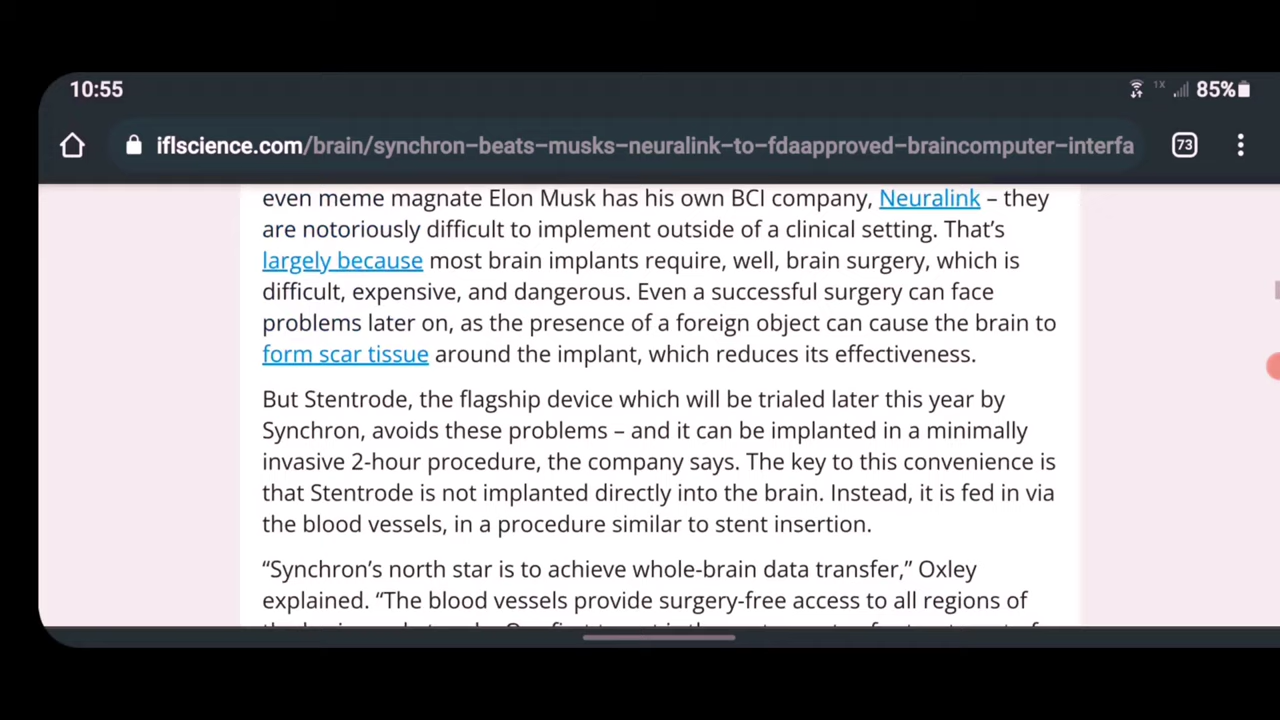 10:55
1X
85%
iflscience.com/brain/synchron-beats-musks-neuralink-to-fdaapproved-braincomputer-interfa
73
even meme magnate Elon Musk has his own BCI company, Neuralink – they
are notoriously difficult to implement outside of a clinical setting. That’s
largely because most brain implants require, well, brain surgery, which is
difficult, expensive, and dangerous. Even a successful surgery can face
problems later on, as the presence of a foreign object can cause the brain to
form scar tissue around the implant, which reduces its effectiveness.
But Stentrode, the flagship device which will be trialed later this year by
Synchron, avoids these problems – and it can be implanted in a minimally
invasive 2-hour procedure, the company says. The key to this convenience is
that Stentrode is not implanted directly into the brain. Instead, it is fed in via
the blood vessels, in a procedure similar to stent insertion.
“Synchron’s north star is to achieve whole-brain data transfer,” Oxley
explained. “The blood vessels provide surgery-free access to all regions of